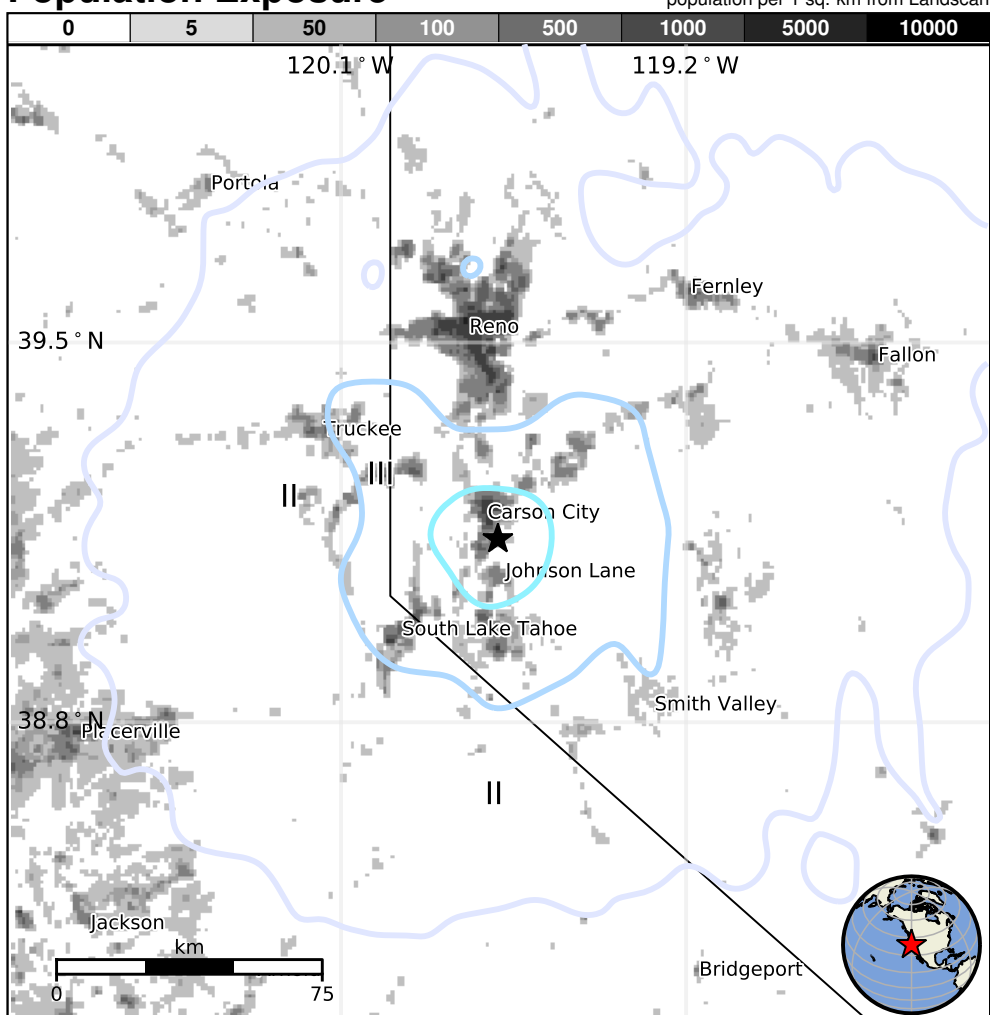 Population Exposure
population per 1 sq. km from Landscan
0 5 50 100 500 1000 5000 10000
120.1°W 119.2°W
Portola
Fernley
Reno
39.5°N
Fallon
Truckee
III
II
Carson City
Johnson Lane
South Lake Tahoe
Smith Valley
38.8°N
Placerville
II
Jackson
km
0 75
Bridgeport